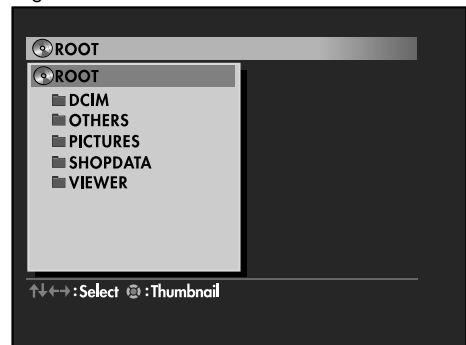 ROOT
ROOT
DCIM
OTHERS
PICTURES
SHOPDATA
VIEWER
↑↓←→:Select :Thumbnail